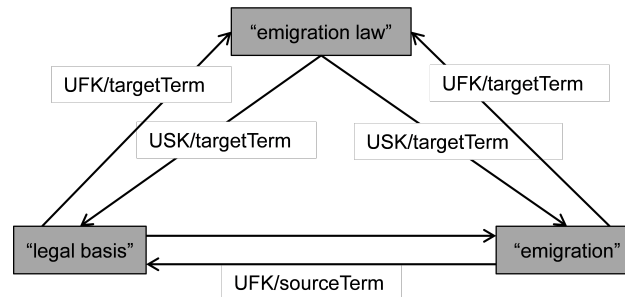 “emigration law”
UFK/targetTerm
UFK/targetTerm
USK/targetTerm
USK/targetTerm
“legal basis”
“emigration”
UFK/sourceTerm